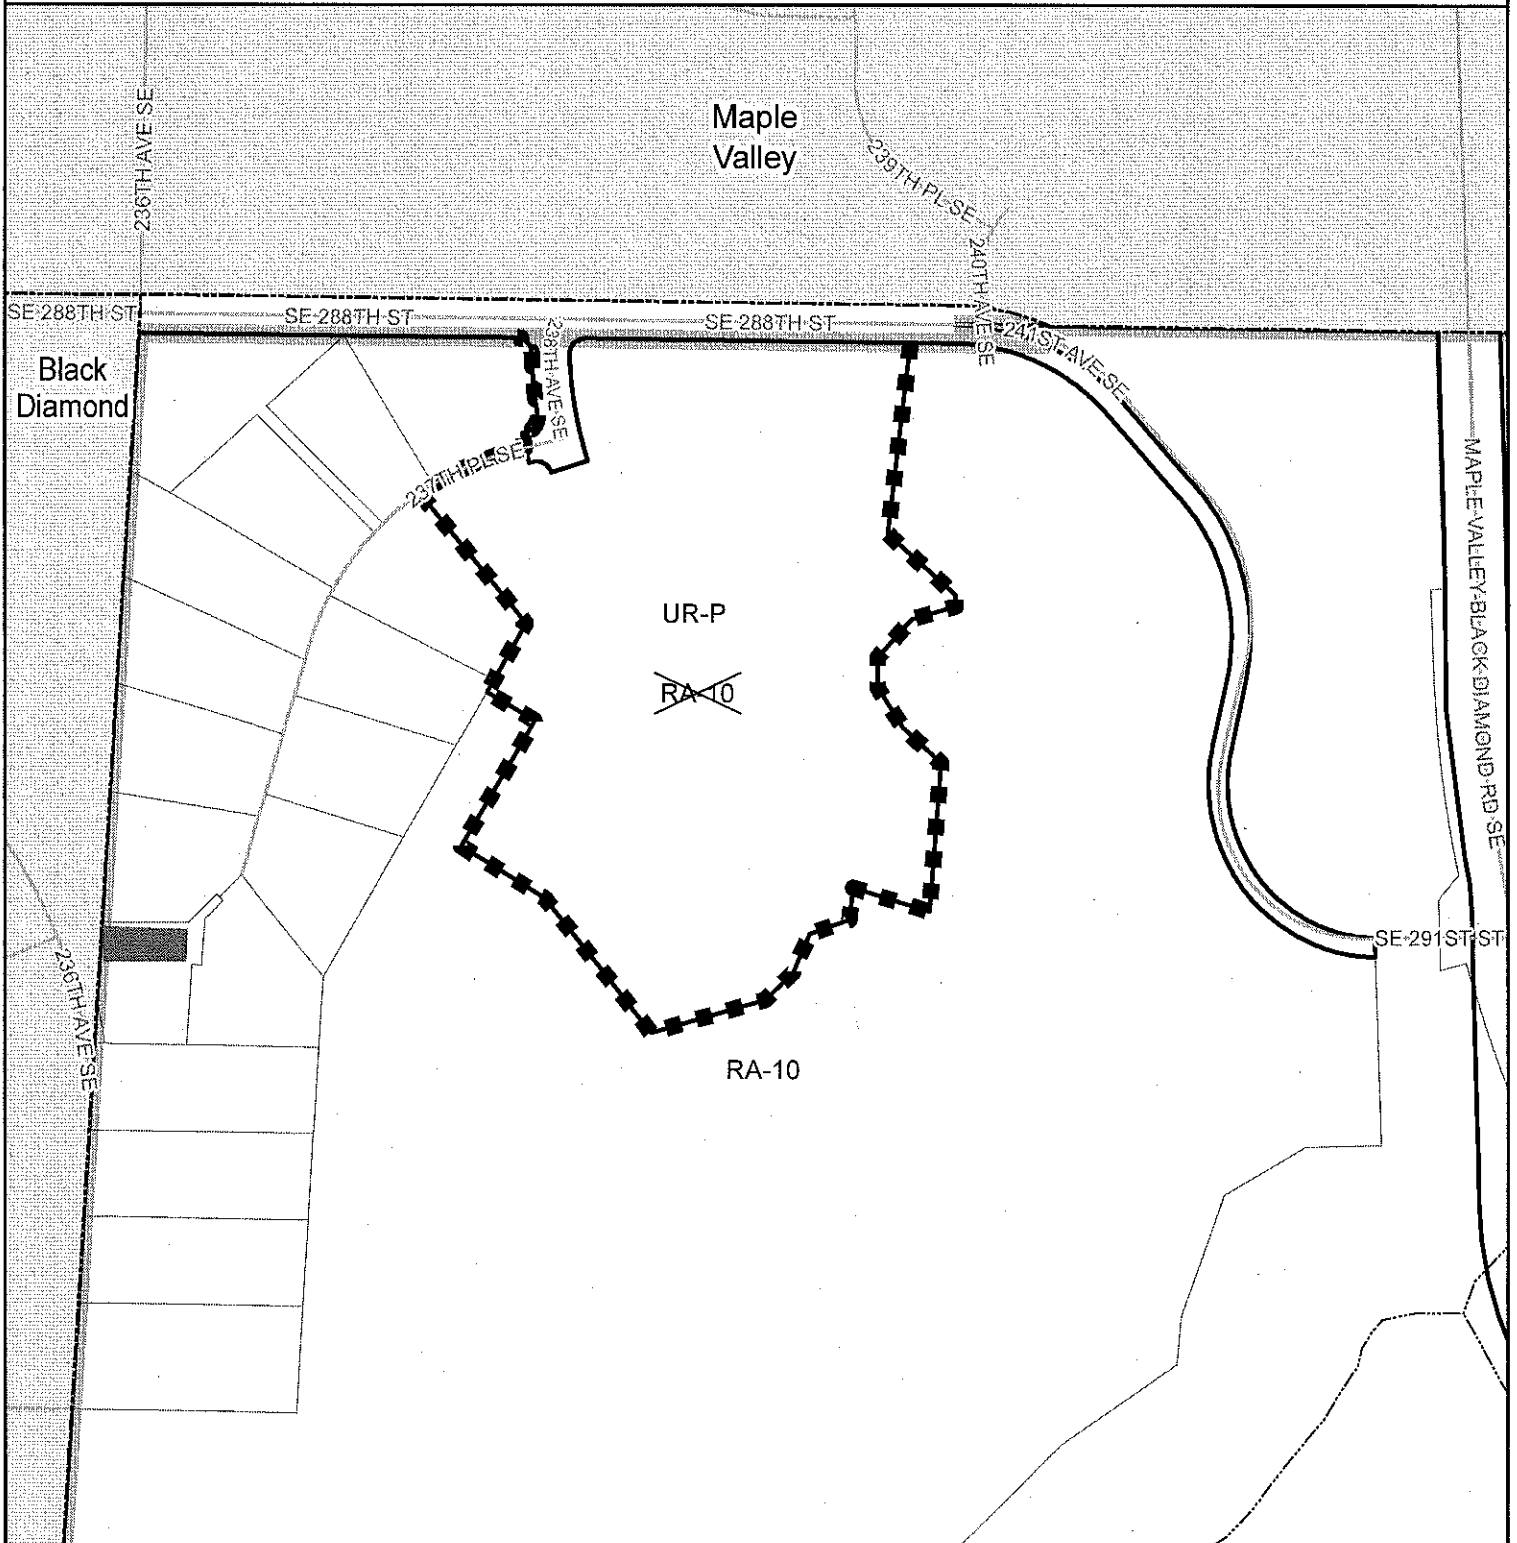 Maple
Valley
236TH AVE SE
239TH PL SE
240TH AVE SE
SE 288TH ST
SE 288TH ST
SE 288TH ST
241ST AVE SE
238TH AVE SE
Black
Diamond
237TH PL SE
MAPLE VALLEY-BLACK DIAMOND RD SE
UR-P
RA-10
SE 291ST ST
236TH AVE SE
RA-10